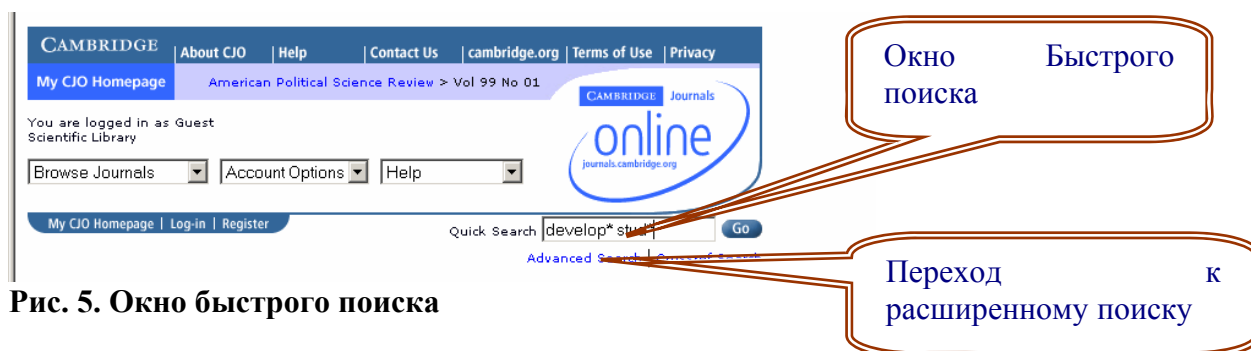 CAMBRIDGE | About CJO | Help | Contact Us | cambridge.org | Terms of Use | Privacy
My CJO Homepage American Political Science Review > Vol 99 No 01
CAMBRIDGE Journals
online
journals.cambridge.org
You are logged in as Guest
Scientific Library
Browse Journals Account Options Help
My CJO Homepage | Log-in | Register
Quick Search develop* stud* Go
Advanced Search | Search
Окно Быстрого
поиска
Переход к
расширенному поиску
Рис. 5. Окно быстрого поиска